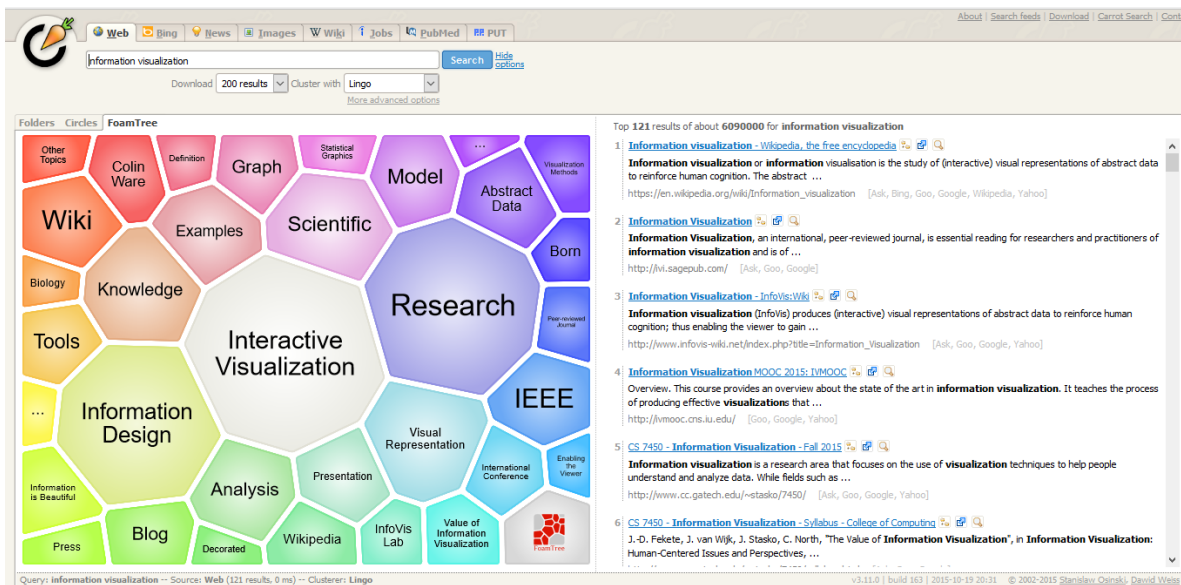 About | Search feeds | Download | Carrot Search | Cont
Web Bing News Images Wiki Jobs PubMed PUT
information visualization Search Hide options
Download 200 results Cluster with Lingo
More advanced options
Folders Circles FoamTree
Other Topics
Colin Ware
Definition
Graph
Statistical Graphics
Model
...
Visualization Methods
Wiki
Examples
Scientific
Abstract Data
Born
Biology
Knowledge
Research
Peer-reviewed Journal
Tools
Interactive Visualization
IEEE
...
Information Design
Visual Representation
Information is Beautiful
Analysis
Presentation
International Conference
Enabling the Viewer
Press
Blog
Decorated
Wikipedia
InfoVis Lab
Value of Information Visualization
FoamTree
Top 121 results of about 6090000 for information visualization
1 Information visualization - Wikipedia, the free encyclopedia
Information visualization or information visualisation is the study of (interactive) visual representations of abstract data
to reinforce human cognition. The abstract ...
https://en.wikipedia.org/wiki/Information_visualization [Ask, Bing, Goo, Google, Wikipedia, Yahoo]
2 Information Visualization
Information Visualization, an international, peer-reviewed journal, is essential reading for researchers and practitioners of
information visualization and is of ...
http://ivi.sagepub.com/ [Ask, Goo, Google]
3 Information Visualization - InfoVis:Wiki
Information visualization (InfoVis) produces (interactive) visual representations of abstract data to reinforce human
cognition; thus enabling the viewer to gain ...
http://www.infovis-wiki.net/index.php?title=Information_Visualization [Ask, Goo, Google, Yahoo]
4 Information Visualization MOOC 2015: IVMOOC
Overview. This course provides an overview about the state of the art in information visualization. It teaches the process
of producing effective visualizations that ...
http://ivmooc.cns.iu.edu/ [Goo, Google, Yahoo]
5 CS 7450 - Information Visualization - Fall 2015
Information visualization is a research area that focuses on the use of visualization techniques to help people
understand and analyze data. While fields such as ...
http://www.cc.gatech.edu/~stasko/7450/ [Ask, Goo, Google, Yahoo]
6 CS 7450 - Information Visualization - Syllabus - College of Computing
J.-D. Fekete, J. van Wijk, J. Stasko, C. North, "The Value of Information Visualization", in Information Visualization:
Human-Centered Issues and Perspectives, ...
Query: information visualization -- Source: Web (121 results, 0 ms) -- Clusterer: Lingo
v3.11.0 | build 163 | 2015-10-19 20:31 © 2002-2015 Stanislaw Osinski, Dawid Weiss